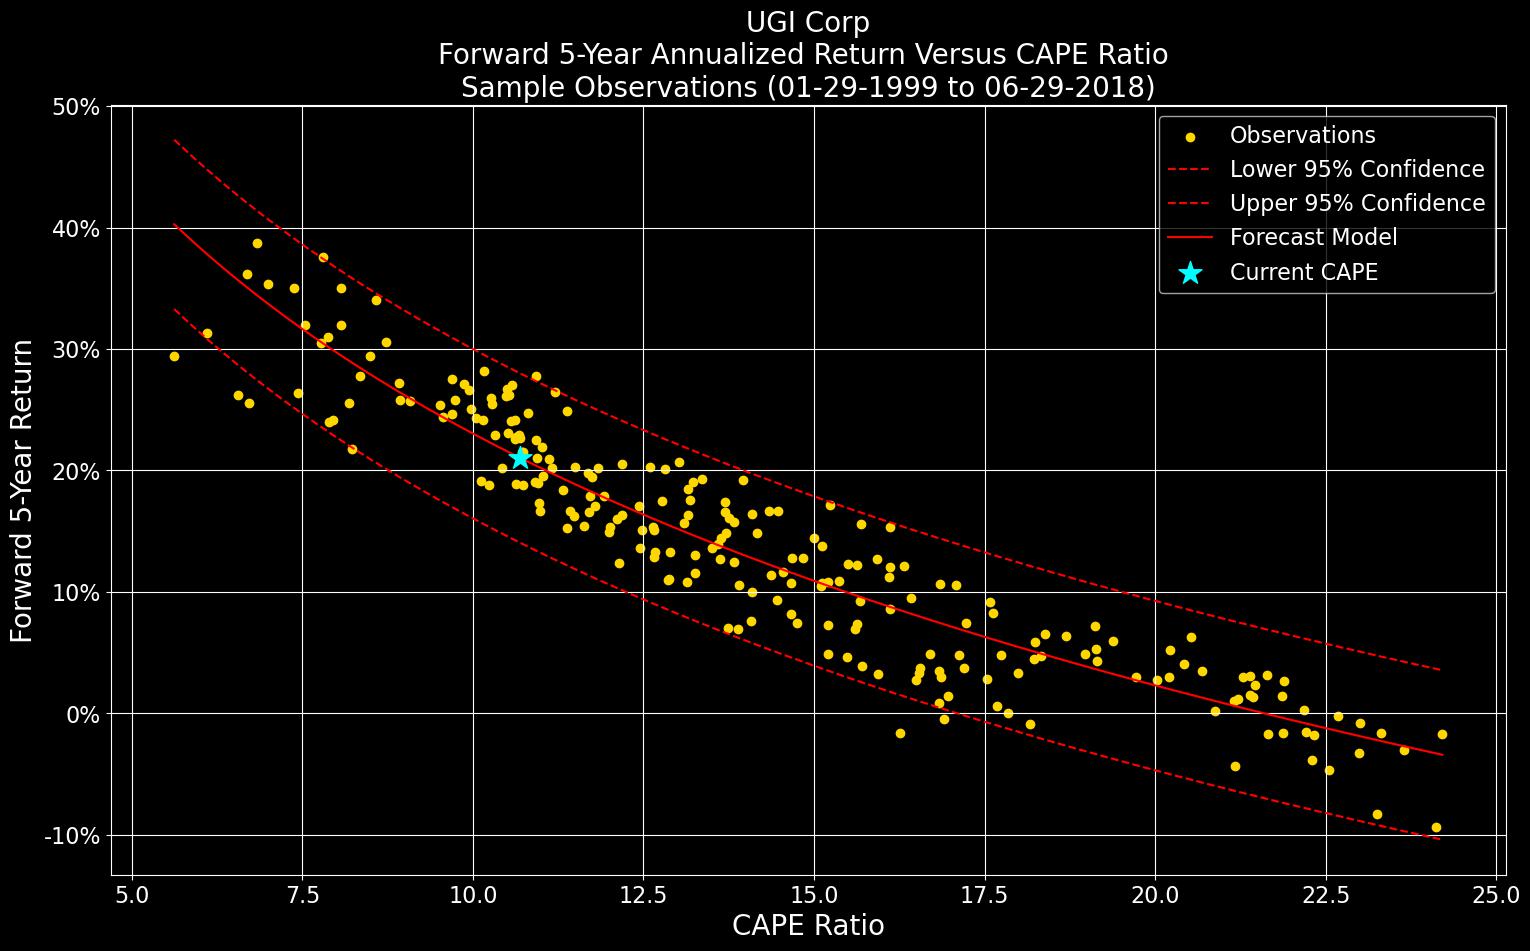 UGI Corp
Forward 5-Year Annualized Return Versus CAPE Ratio
Sample Observations (01-29-1999 to 06-29-2018)
50%
40%
30%
20%
10%
0%
-10%
Forward 5-Year Return
Observations
Lower 95% Confidence
Upper 95% Confidence
Forecast Model
Current CAPE
5.0 7.5 10.0 12.5 15.0 17.5 20.0 22.5 25.0
CAPE Ratio